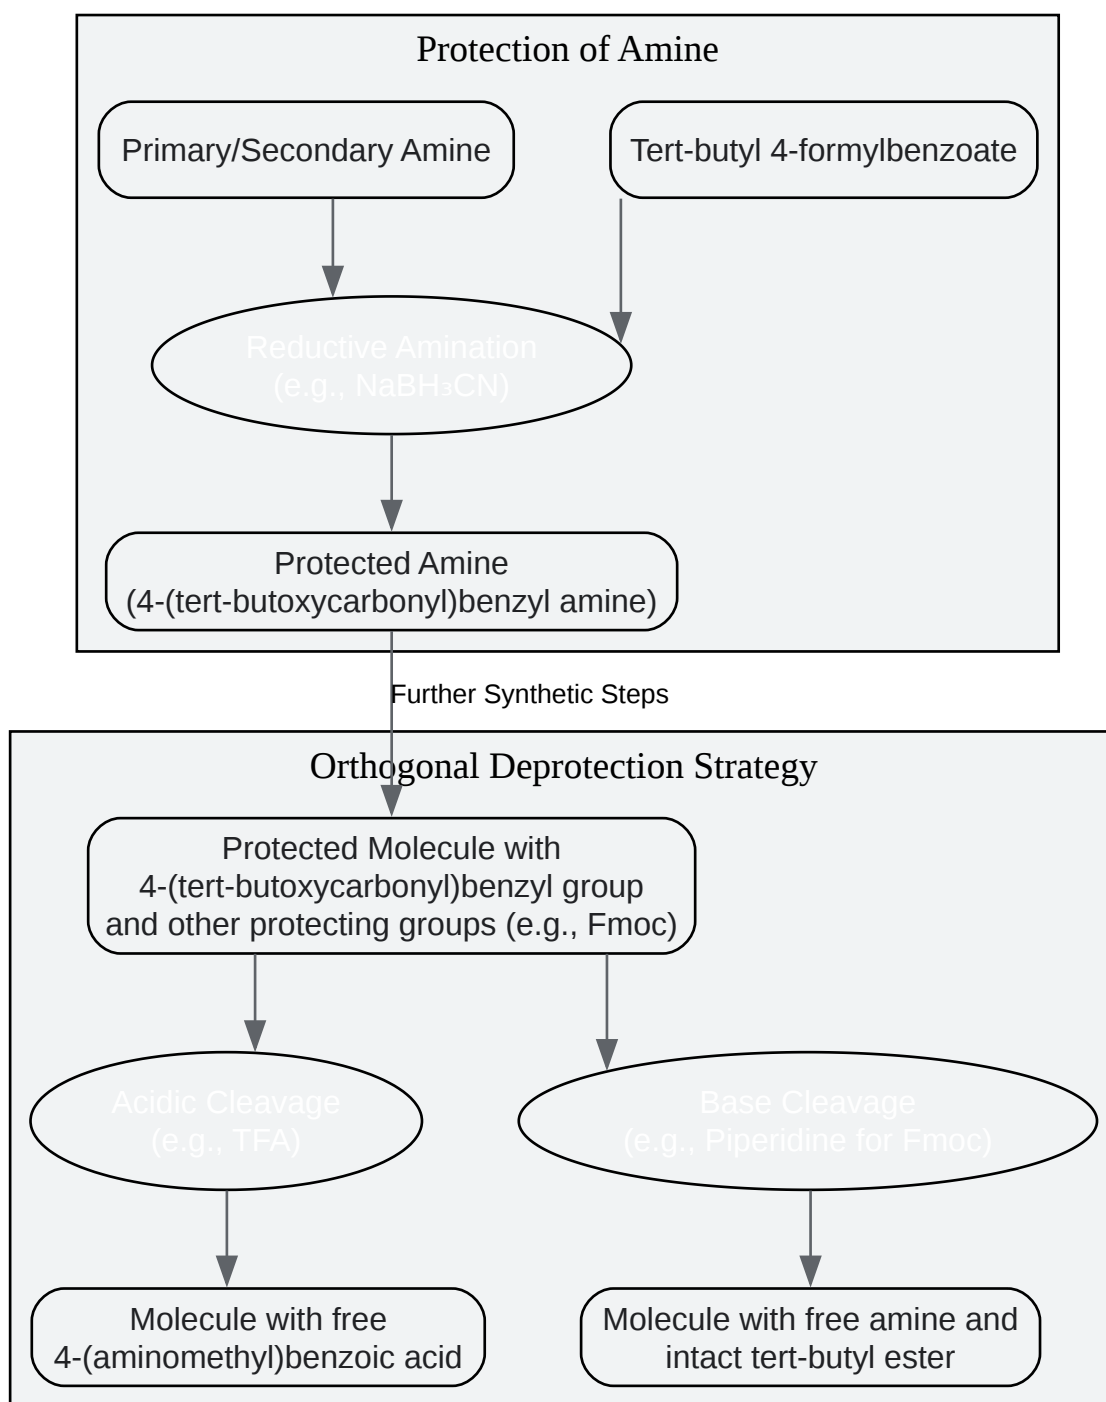 Protection of Amine
Primary/Secondary Amine
Tert-butyl 4-formylbenzoate
Reductive Amination
(e.g., NaBH₃CN)
Protected Amine
(4-(tert-butoxycarbonyl)benzyl amine)
Further Synthetic Steps
Orthogonal Deprotection Strategy
Protected Molecule with
4-(tert-butoxycarbonyl)benzyl group
and other protecting groups (e.g., Fmoc)
Acidic Cleavage
(e.g., TFA)
Base Cleavage
(e.g., Piperidine for Fmoc)
Molecule with free
4-(aminomethyl)benzoic acid
Molecule with free amine and
intact tert-butyl ester